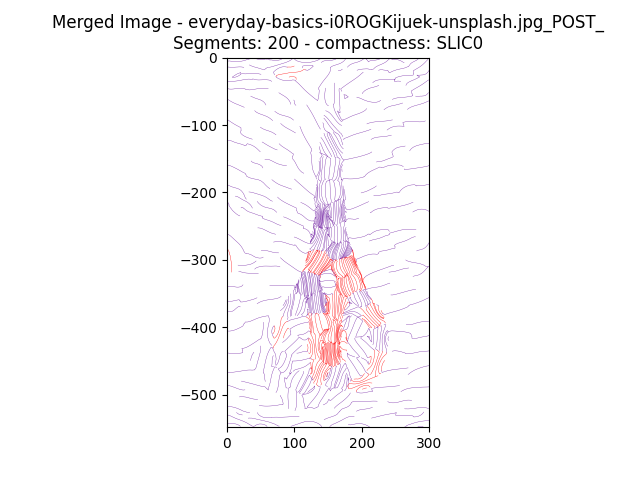 Merged Image - everyday-basics-i0ROGKijuek-unsplash.jpg_POST_
Segments: 200 - compactness: SLIC0
0
−100
−200
−300
−400
−500
0 100 200 300